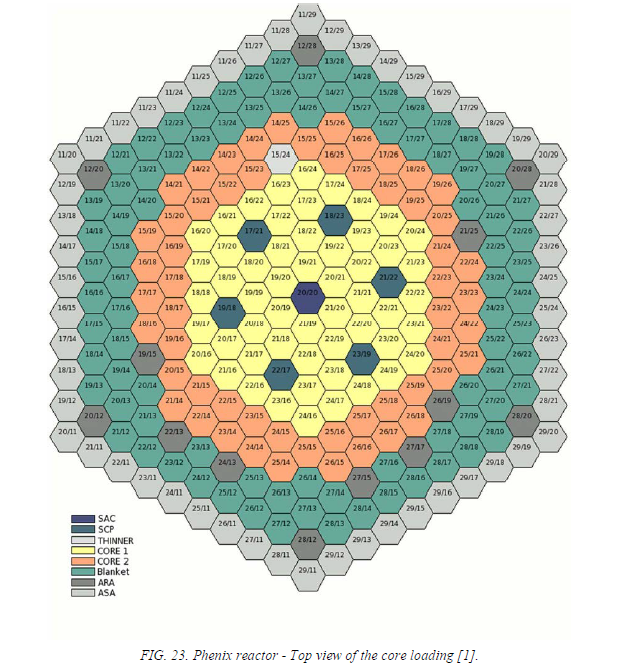 11/29
11/28 12/29
11/27 12/28 13/29
11/26 12/27 13/28 14/29
11/25 12/26 13/27 14/28 15/29
11/24 12/25 13/26 14/27 15/28 16/29
11/23 12/24 13/25 14/26 15/27 16/28 17/29
11/22 12/23 13/24 14/25 15/26 16/27 17/28 18/29
11/21 12/22 13/23 14/24 15/25 16/26 17/27 18/28 19/29
11/20 12/21 13/22 14/23 15/24 16/25 17/26 18/27 19/28 20/29
12/20 13/21 14/22 15/23 16/24 17/25 18/26 19/27 20/28
12/19 13/20 14/21 15/22 16/23 17/24 18/25 19/26 20/27 21/28
13/19 14/20 15/21 16/22 17/23 18/24 19/25 20/26 21/27
13/18 14/19 15/20 16/21 17/22 18/23 19/24 20/25 21/26 22/27
14/18 15/19 16/20 17/21 18/22 19/23 20/24 21/25 22/26
14/17 15/18 16/19 17/20 18/21 19/22 20/23 21/24 22/25 23/26
15/17 16/18 17/19 18/20 19/21 20/22 21/23 22/24 23/25
15/16 16/17 17/18 18/19 19/20 20/21 21/22 22/23 23/24 24/25
16/16 17/17 18/18 19/19 20/20 21/21 22/22 23/23 24/24
16/15 17/16 18/17 19/18 20/19 21/20 22/21 23/22 24/23 25/24
17/15 18/16 19/17 20/18 21/19 22/20 23/21 24/22 25/23
17/14 18/15 19/16 20/17 21/18 22/19 23/20 24/21 25/22 26/23
18/14 19/15 20/16 21/17 22/18 23/19 24/20 25/21 26/22
18/13 19/14 20/15 21/16 22/17 23/18 24/19 25/20 26/21 27/22
19/13 20/14 21/15 22/16 23/17 24/18 25/19 26/20 27/21
19/12 20/13 21/14 22/15 23/16 24/17 25/18 26/19 27/20 28/21
20/12 21/13 22/14 23/15 24/16 25/17 26/18 27/19 28/20
20/11 21/12 22/13 23/14 24/15 25/16 26/17 27/18 28/19 29/20
21/11 22/12 23/13 24/14 25/15 26/16 27/17 28/18 29/19
22/11 23/12 24/13 25/14 26/15 27/16 28/17 29/18
23/11 24/12 25/13 26/14 27/15 28/16 29/17
24/11 25/12 26/13 27/14 28/15 29/16
25/11 26/12 27/13 28/14 29/15
26/11 27/12 28/13 29/14
27/11 28/12 29/13
28/11 29/12
29/11
SAC
SCP
THINNER
CORE 1
CORE 2
Blanket
ARA
ASA
FIG. 23. Phenix reactor - Top view of the core loading [1].